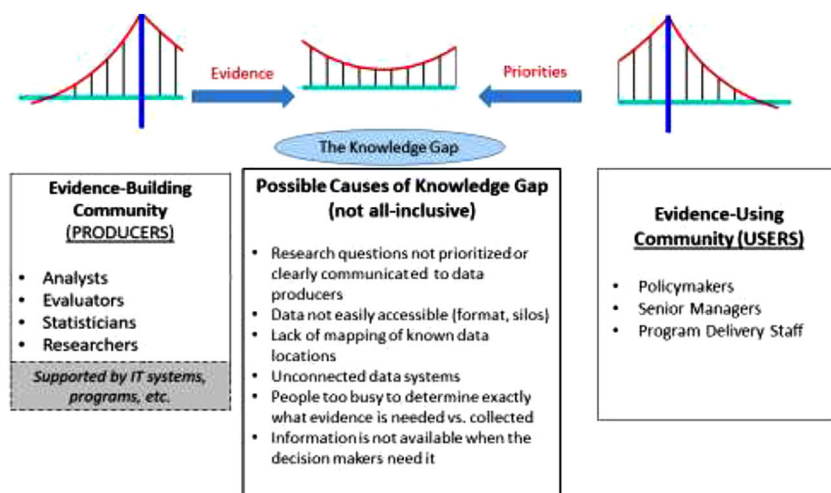 Evidence
Priorities
The Knowledge Gap
Evidence-Building
Community
(PRODUCERS)
• Analysts
• Evaluators
• Statisticians
• Researchers
Supported by IT systems,
programs, etc.
Possible Causes of Knowledge Gap
(not all-inclusive)
• Research questions not prioritized or
clearly communicated to data
producers
• Data not easily accessible (format, silos)
• Lack of mapping of known data
locations
• Unconnected data systems
• People too busy to determine exactly
what evidence is needed vs. collected
• Information is not available when the
decision makers need it
Evidence-Using
Community (USERS)
• Policymakers
• Senior Managers
• Program Delivery Staff